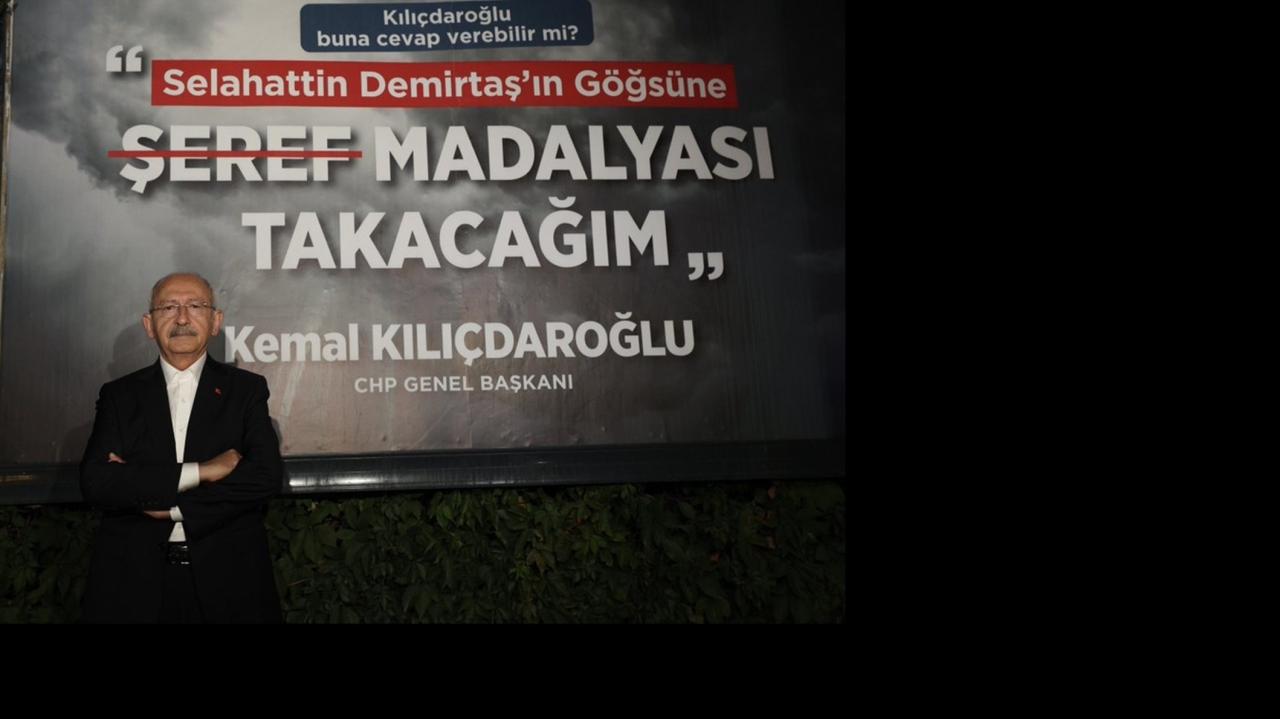 Kılıçdaroğlu
buna cevap verebilir mi?
“
Selahattin Demirtaş’ın Göğsüne
ŞEREF MADALYASI
TAKACAĞIM „
Kemal KILIÇDAROĞLU
CHP GENEL BAŞKANI